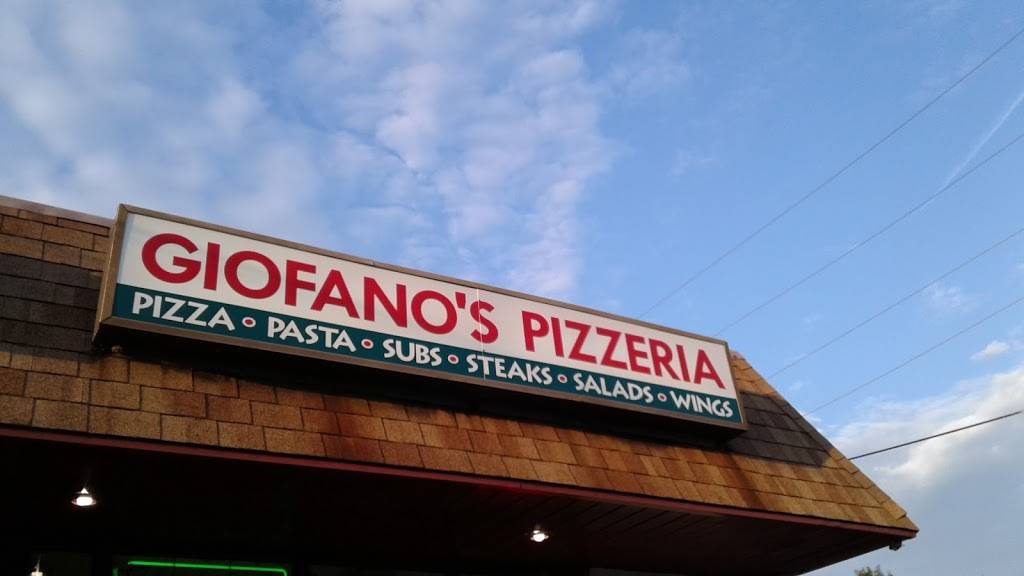 GIOFANO'S PIZZERIA
PIZZA • PASTA • SUBS • STEAKS • SALADS • WINGS